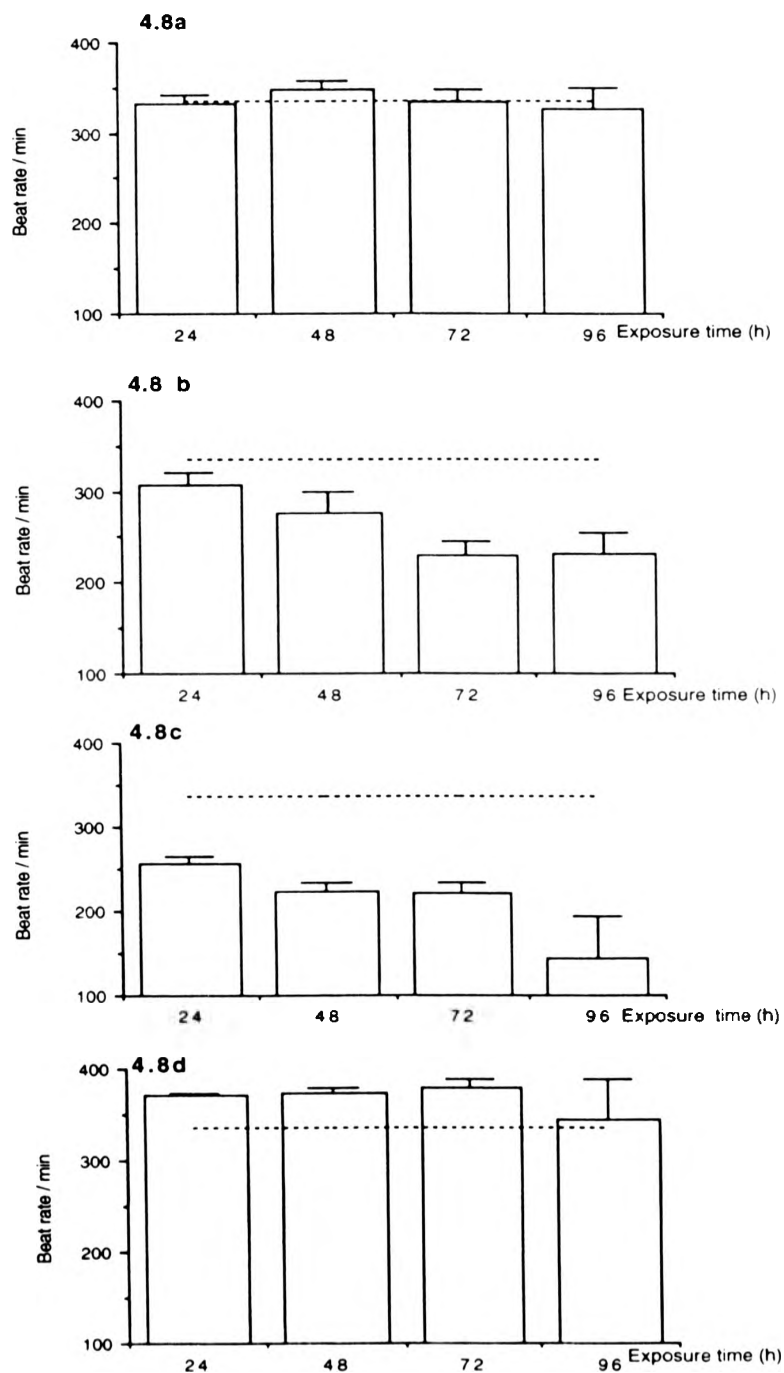 4.8a
400
300
200
100
Beat rate / min
24 48 72 96 Exposure time (h)
4.8 b
400
300
200
100
Beat rate / min
24 48 72 96 Exposure time (h)
4.8c
400
300
200
100
Beat rate / min
24 48 72 96 Exposure time (h)
4.8d
400
300
200
100
Beat rate / min
24 48 72 96 Exposure time (h)